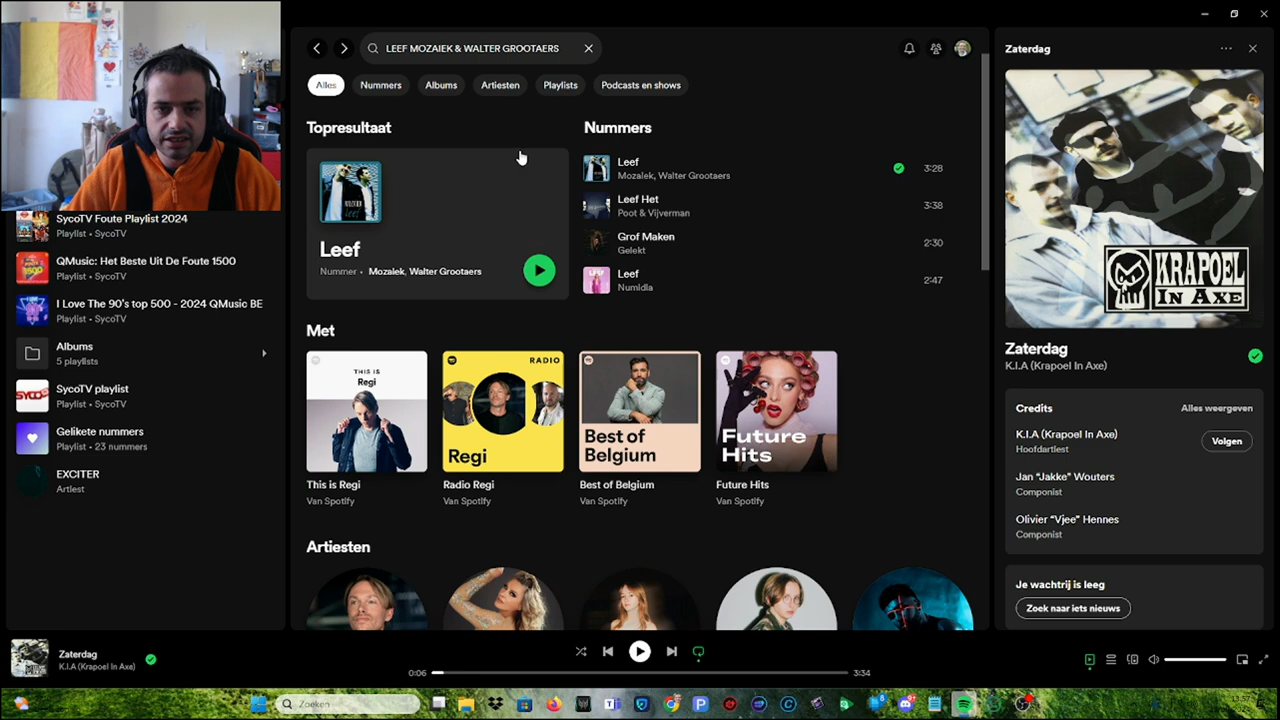 LEEF MOZAIEK & WALTER GROOTAERS
Alles
Nummers
Albums
Artiesten
Playlists
Podcasts en shows
Topresultaat
Leef
Nummer • Mozaiek, Walter Grootaers
Nummers
Leef
Mozaiek, Walter Grootaers
3:28
Leef Het
Poot & Vijverman
3:38
Grof Maken
Gelekt
2:30
Leef
Numidia
2:47
Met
THIS IS
Regi
This is Regi
Van Spotify
RADIO
Regi
Radio Regi
Van Spotify
Best of
Belgium
Best of Belgium
Van Spotify
Future
Hits
Future Hits
Van Spotify
Artiesten
SycoTV Foute Playlist 2024
Playlist • SycoTV
QMusic: Het Beste Uit De Foute 1500
Playlist • SycoTV
I Love The 90's top 500 - 2024 QMusic BE
Playlist • SycoTV
Albums
5 playlists
SycoTV playlist
Playlist • SycoTV
Gelikete nummers
Playlist • 23 nummers
EXCITER
Artiest
Zaterdag
KRAPOEL
IN AXE
Zaterdag
K.I.A (Krapoel In Axe)
Credits
Alles weergeven
K.I.A (Krapoel In Axe)
Hoofdartiest
Volgen
Jan “Jakke” Wouters
Componist
Olivier “Vjee” Hennes
Componist
Je wachtrij is leeg
Zoek naar iets nieuws
Zaterdag
K.I.A (Krapoel In Axe)
0:06
3:34
Zoeken